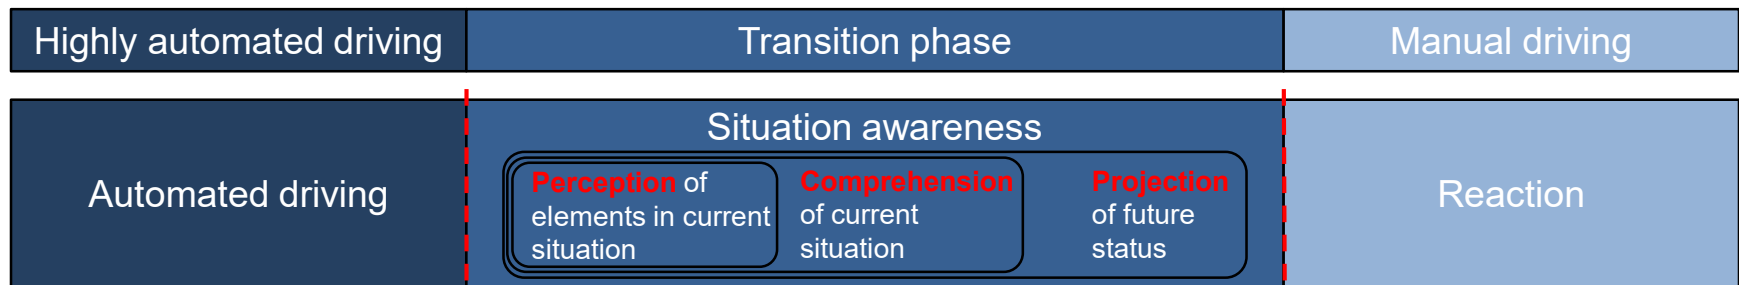 Highly automated driving
Transition phase
Manual driving
Automated driving
Situation awareness
Perception of
elements in current
situation
Comprehension
of current
situation
Projection
of future
status
Reaction